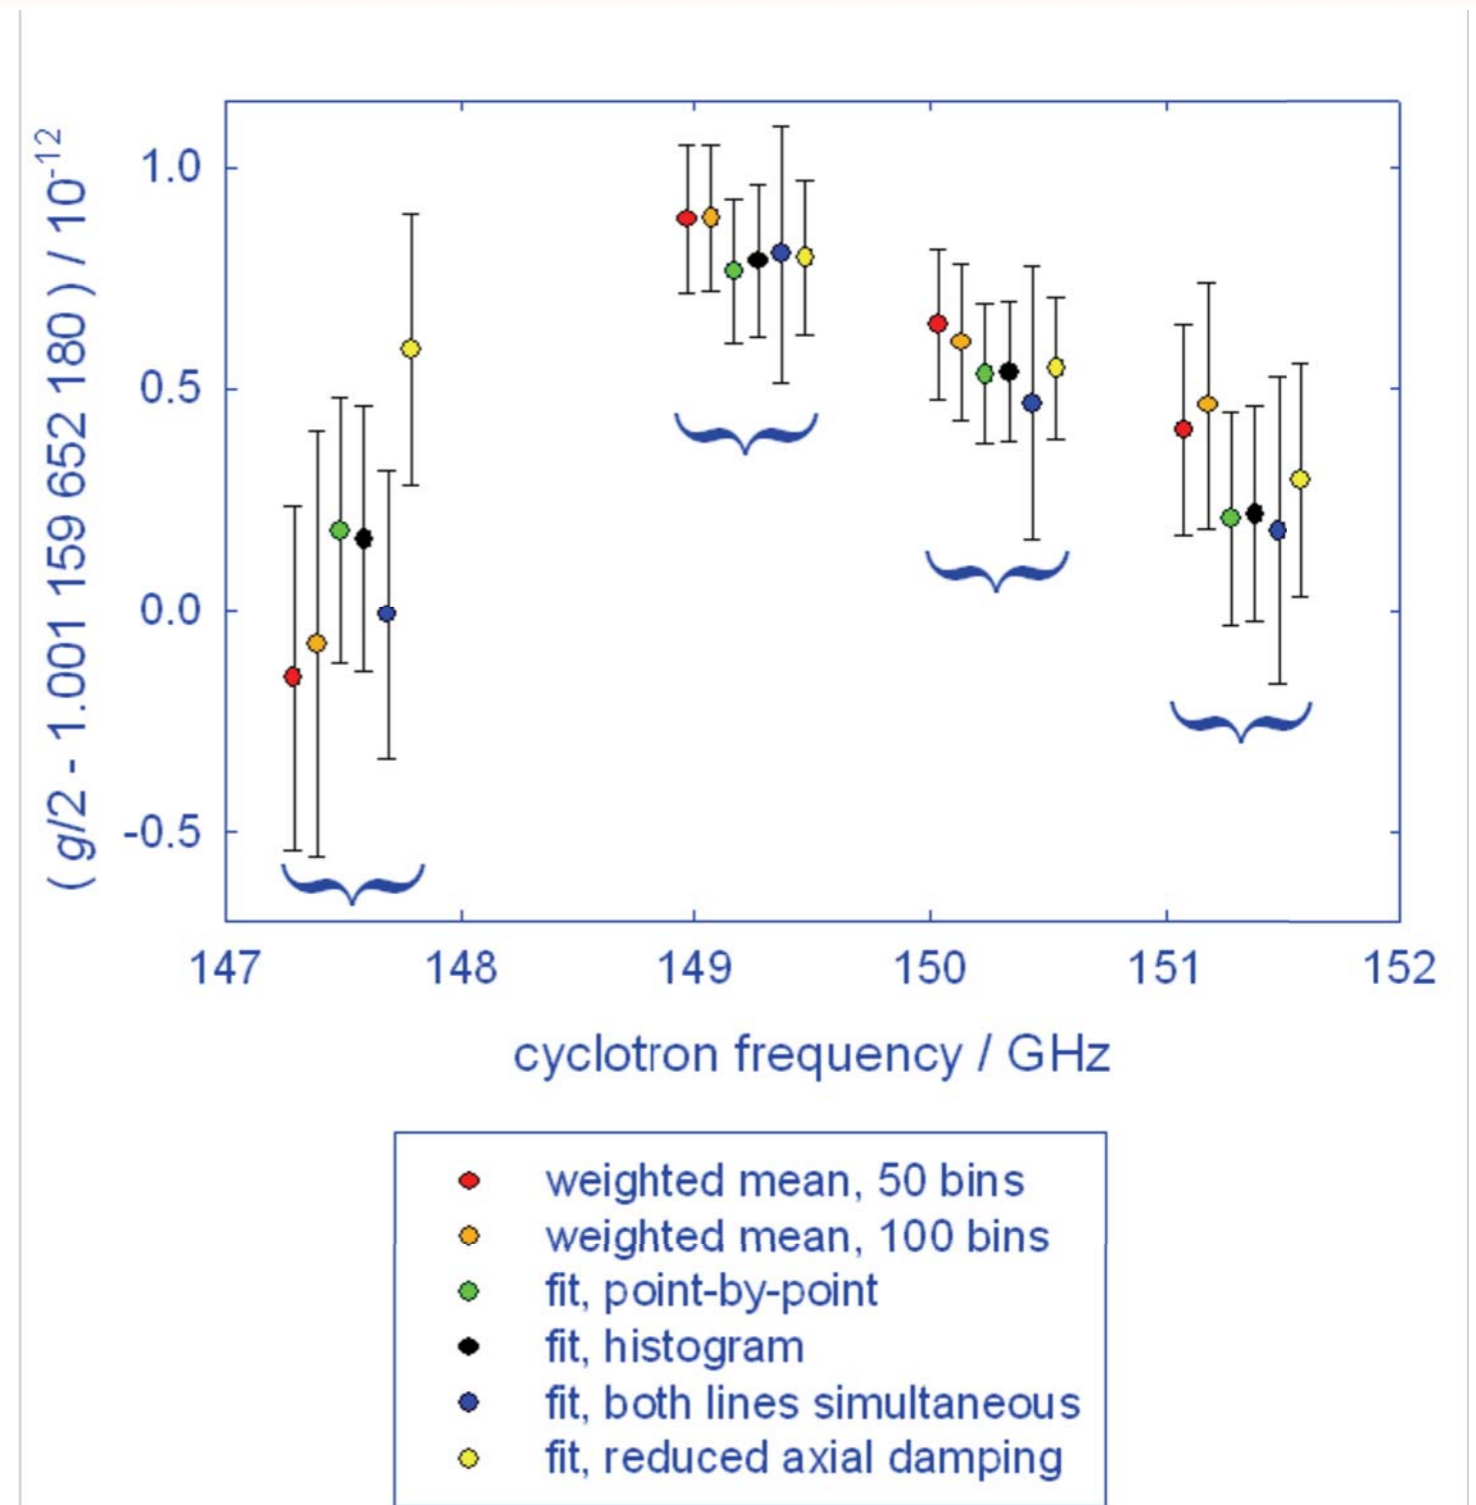 ( g/2 - 1.001 159 652 180 ) / 10-12
1.0
0.5
0.0
-0.5
147 148 149 150 151 152
cyclotron frequency / GHz
weighted mean, 50 bins
weighted mean, 100 bins
fit, point-by-point
fit, histogram
fit, both lines simultaneous
fit, reduced axial damping